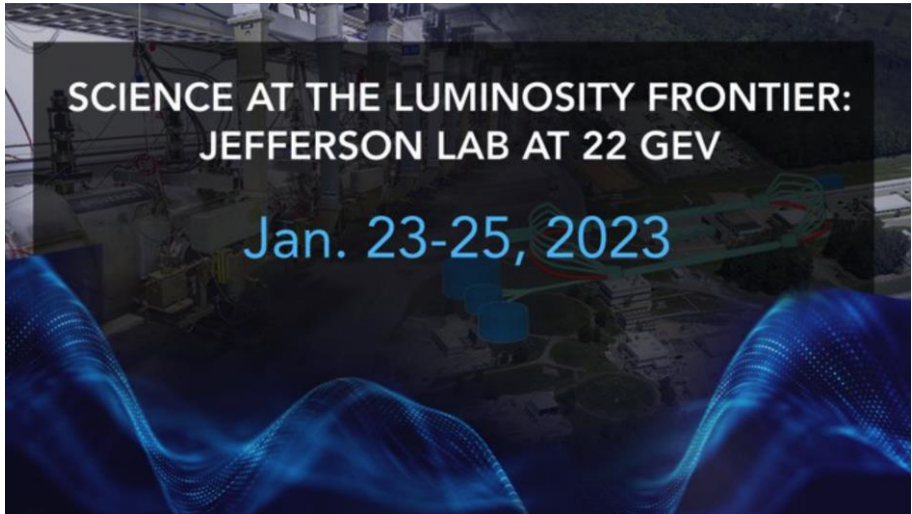 SCIENCE AT THE LUMINOSITY FRONTIER:
JEFFERSON LAB AT 22 GEV
Jan. 23-25, 2023